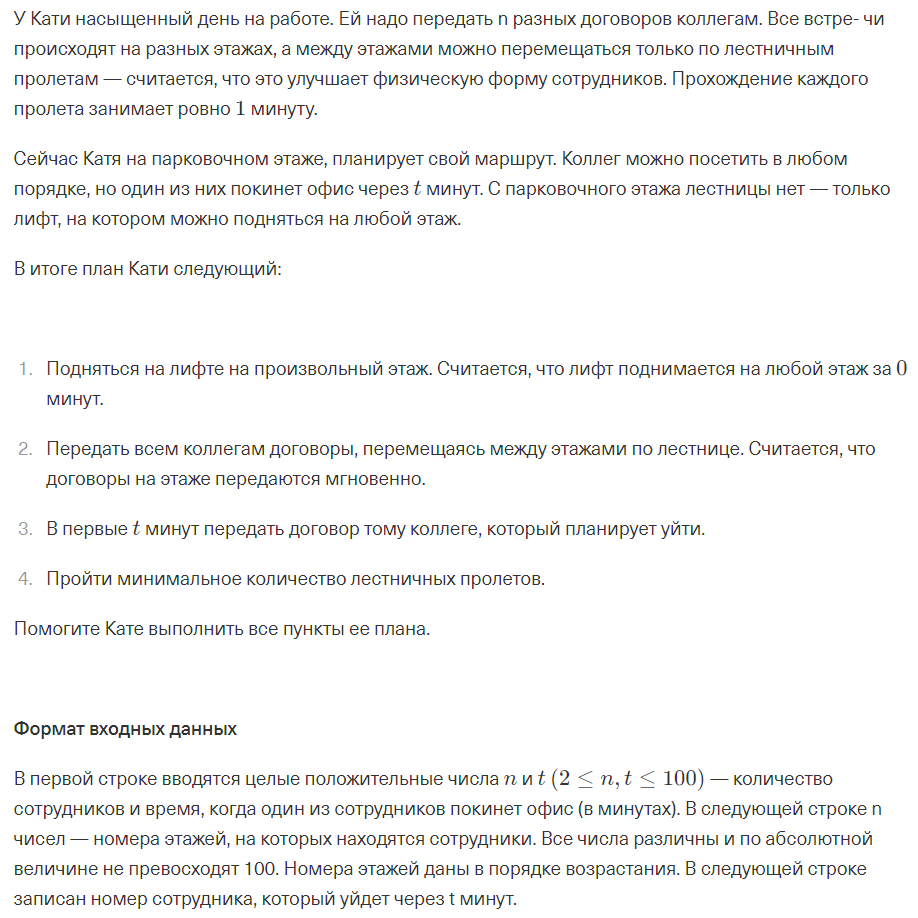 У Кати насыщенный день на работе. Ей надо передать n разных договоров коллегам. Все встре- чи
происходят на разных этажах, а между этажами можно перемещаться только по лестничным
пролетам — считается, что это улучшает физическую форму сотрудников. Прохождение каждого
пролета занимает ровно 1 минуту.
Сейчас Катя на парковочном этаже, планирует свой маршрут. Коллег можно посетить в любом
порядке, но один из них покинет офис через t минут. С парковочного этажа лестницы нет — только
лифт, на котором можно подняться на любой этаж.
В итоге план Кати следующий:
1. Подняться на лифте на произвольный этаж. Считается, что лифт поднимается на любой этаж за 0
минут.
2. Передать всем коллегам договоры, перемещаясь между этажами по лестнице. Считается, что
договоры на этаже передаются мгновенно.
3. В первые t минут передать договор тому коллеге, который планирует уйти.
4. Пройти минимальное количество лестничных пролетов.
Помогите Кате выполнить все пункты ее плана.
Формат входных данных
В первой строке вводятся целые положительные числа n и t (2 ≤ n, t ≤ 100) — количество
сотрудников и время, когда один из сотрудников покинет офис (в минутах). В следующей строке n
чисел — номера этажей, на которых находятся сотрудники. Все числа различны и по абсолютной
величине не превосходят 100. Номера этажей даны в порядке возрастания. В следующей строке
записан номер сотрудника, который уйдет через t минут.